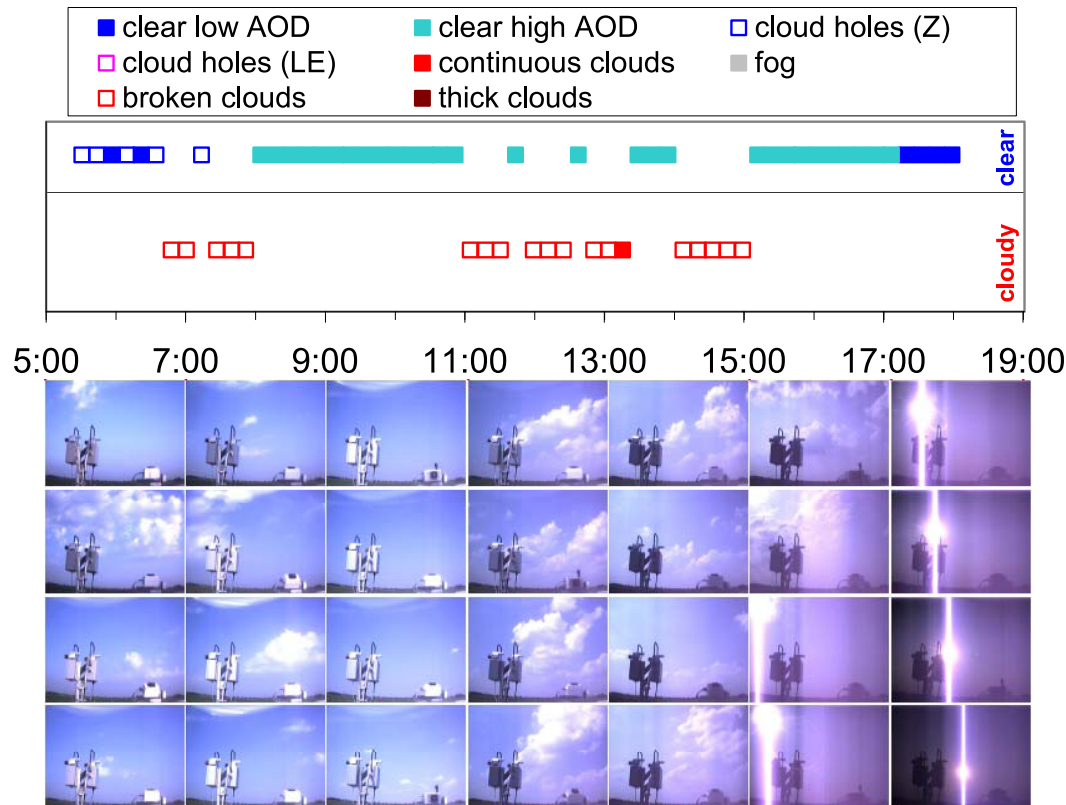 clear low AOD clear high AOD cloud holes (Z)
cloud holes (LE) continuous clouds fog
broken clouds thick clouds
clear
cloudy
5:00 7:00 9:00 11:00 13:00 15:00 17:00 19:00